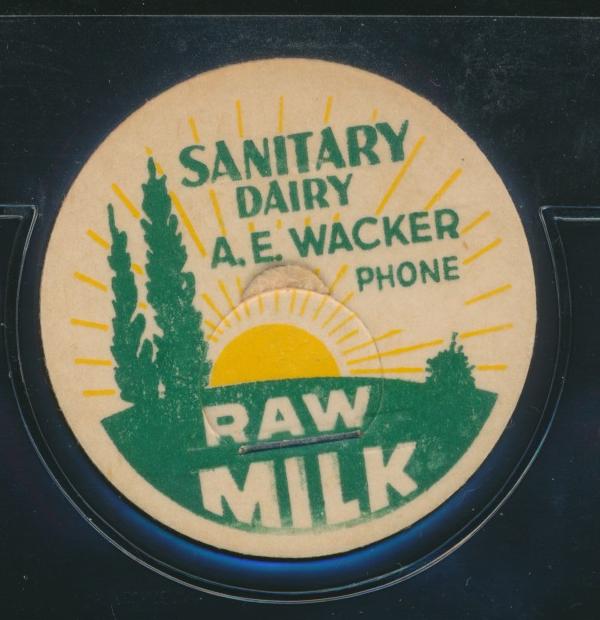 SANITARY
DAIRY
A. E. WACKER
PHONE
RAW
MILK